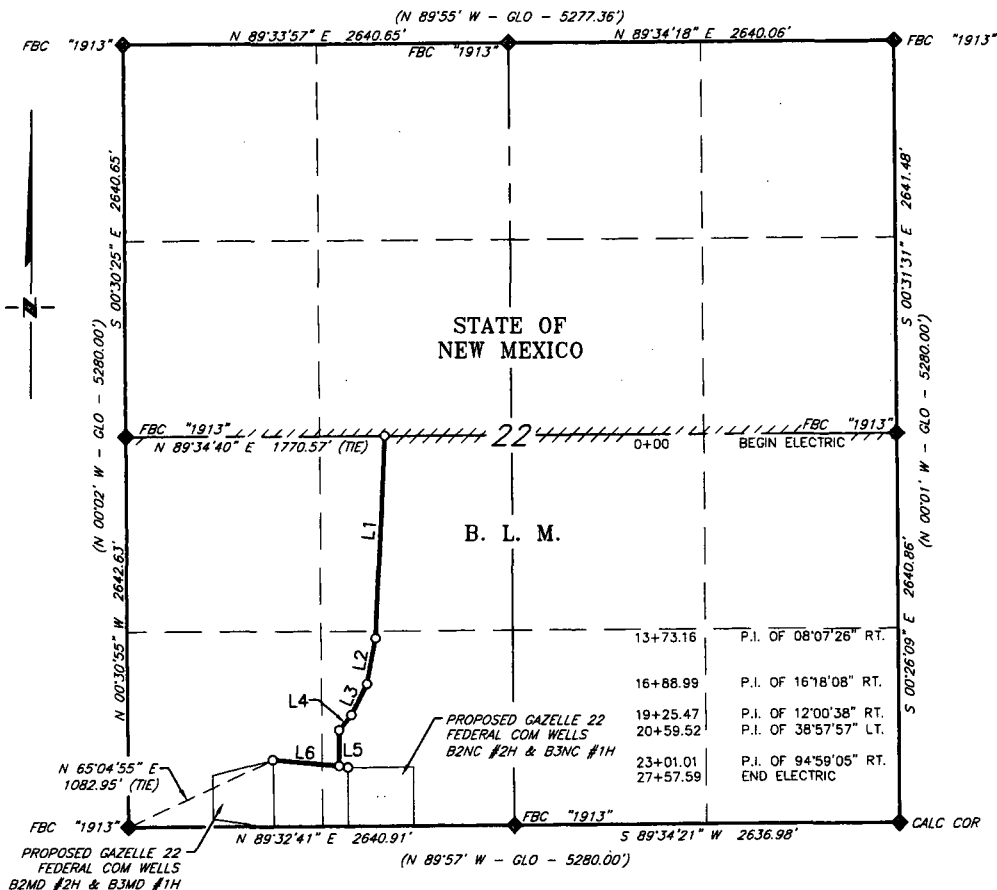 (N 89°55' W - GLO - 5277.36')
FBC "1913"
N 89°33'57" E 2640.65'
FBC "1913"
N 89°34'18" E 2640.06'
FBC "1913"
S 00°30'25" E 2640.65'
(N 00°02' W - GLO - 5280.00')
S 00°31'31" E 2641.48'
(N 00°01' W - GLO - 5280.00')
N
STATE OF
NEW MEXICO
FBC "1913"
N 89°34'40" E 1770.57' (TIE)
22
FBC "1913"
0+00 BEGIN ELECTRIC
B. L. M.
L1
N 00°30'55" W 2642.63'
S 00°26'09" E 2640.86'
13+73.16 P.I. OF 08°07'26" RT.
L2
16+88.99 P.I. OF 16°18'08" RT.
L3
L4
19+25.47 P.I. OF 12°00'38" RT.
20+59.52 P.I. OF 38°57'57" LT.
PROPOSED GAZELLE 22
FEDERAL COM WELLS
B2NC #2H & B3NC #1H
L6
L5
23+01.01 P.I. OF 94°59'05" RT.
27+57.59 END ELECTRIC
N 65°04'55" E
1082.95' (TIE)
FBC "1913"
N 89°32'41" E 2640.91'
FBC "1913"
S 89°34'21" W 2636.98'
CALC COR
PROPOSED GAZELLE 22
FEDERAL COM WELLS
B2MD #2H & B3MD #1H
(N 89°57' W - GLO - 5280.00')